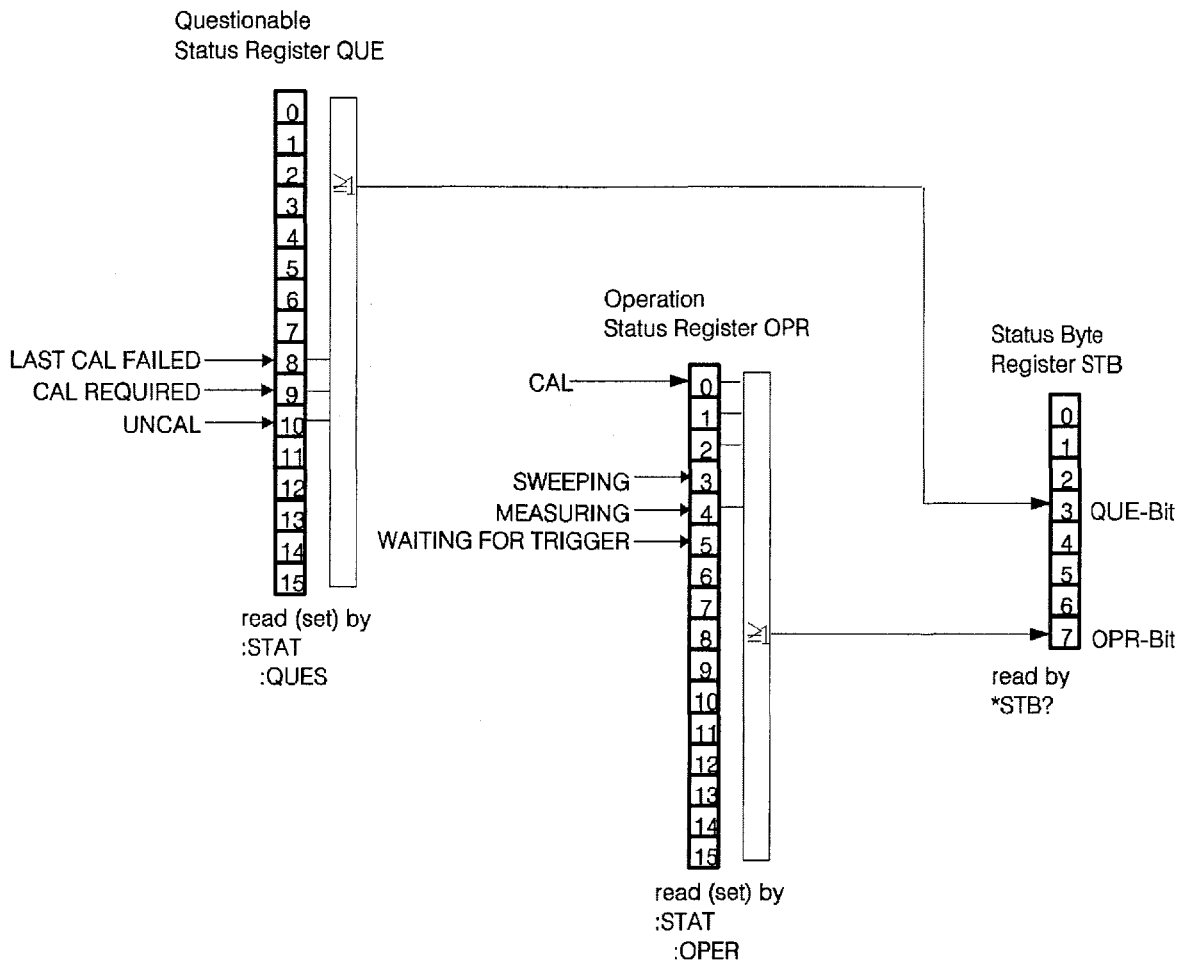 Questionable
Status Register QUE
0
1
2
3
4
5
6
7
LAST CAL FAILED 8
CAL REQUIRED 9
UNCAL 10
11
12
13
14
15
≥1
read (set) by
:STAT
:QUES
Operation
Status Register OPR
CAL 0
1
2
SWEEPING 3
MEASURING 4
WAITING FOR TRIGGER 5
6
7
8
9
10
11
12
13
14
15
≥1
read (set) by
:STAT
:OPER
Status Byte
Register STB
0
1
2
3 QUE-Bit
4
5
6
7 OPR-Bit
read by
*STB?